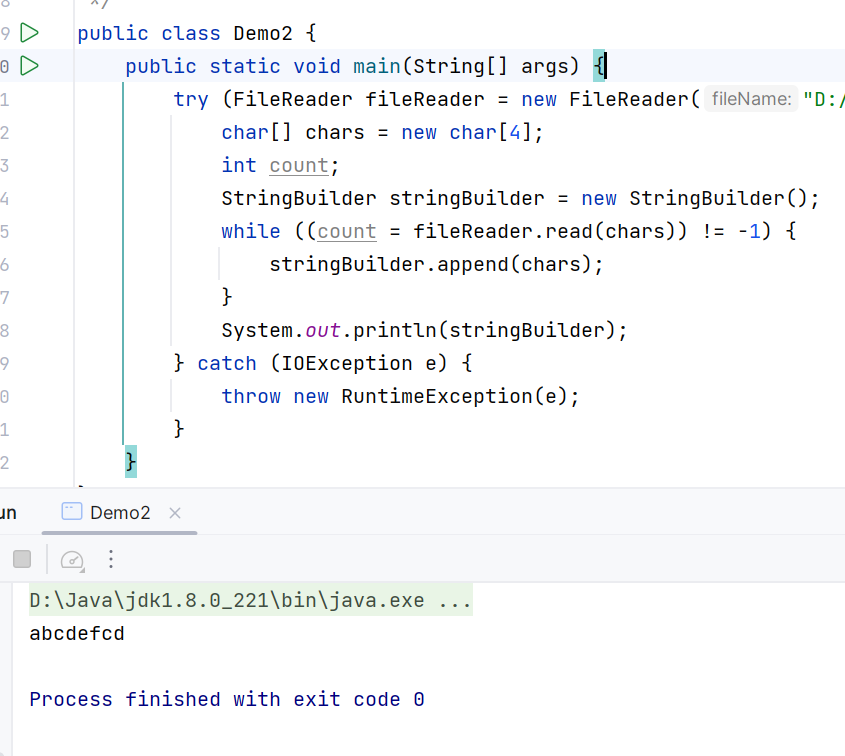 */
9 public class Demo2 {
0 public static void main(String[] args) {
1 try (FileReader fileReader = new FileReader( fileName: "D:/
2 char[] chars = new char[4];
3 int count;
4 StringBuilder stringBuilder = new StringBuilder();
5 while ((count = fileReader.read(chars)) != -1) {
6 stringBuilder.append(chars);
7 }
8 System.out.println(stringBuilder);
9 } catch (IOException e) {
0 throw new RuntimeException(e);
1 }
2 }
un Demo2
D:\Java\jdk1.8.0_221\bin\java.exe ...
abcdefcd
Process finished with exit code 0